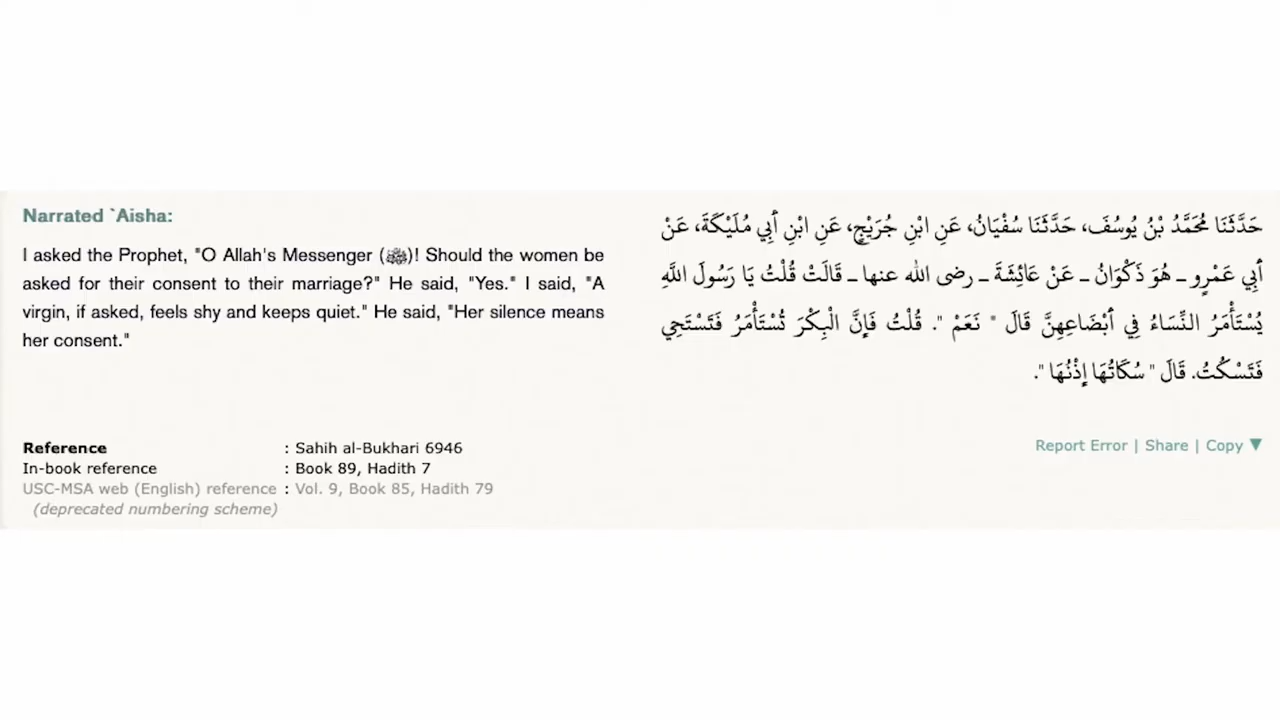 Narrated `Aisha:
I asked the Prophet, "O Allah's Messenger (ﷺ)! Should the women be
asked for their consent to their marriage?" He said, "Yes." I said, "A
virgin, if asked, feels shy and keeps quiet." He said, "Her silence means
her consent."
حَدَّثَنَا مُحَمَّدُ بْنُ يُوسُفَ، حَدَّثَنَا سُفْيَانُ، عَنِ ابْنِ جُرَيْجٍ، عَنِ ابْنِ أَبِي مُلَيْكَةَ، عَنْ
أَبِي عَمْرٍو ـ هُوَ ذَكْوَانُ ـ عَنْ عَائِشَةَ ـ رضى الله عنها ـ قَالَتْ قُلْتُ يَا رَسُولَ اللَّهِ
يُسْتَأْمَرُ النِّسَاءُ فِي أَبْضَاعِهِنَّ قَالَ ‏"‏ نَعَمْ ‏"‏‏.‏ قُلْتُ فَإِنَّ الْبِكْرَ تُسْتَأْمَرُ فَتَسْتَحِي
فَتَسْكُتُ‏.‏ قَالَ ‏"‏ سُكَاتُهَا إِذْنُهَا ‏"‏‏.‏
Reference : Sahih al-Bukhari 6946
In-book reference : Book 89, Hadith 7
USC-MSA web (English) reference : Vol. 9, Book 85, Hadith 79
(deprecated numbering scheme)
Report Error | Share | Copy ▼